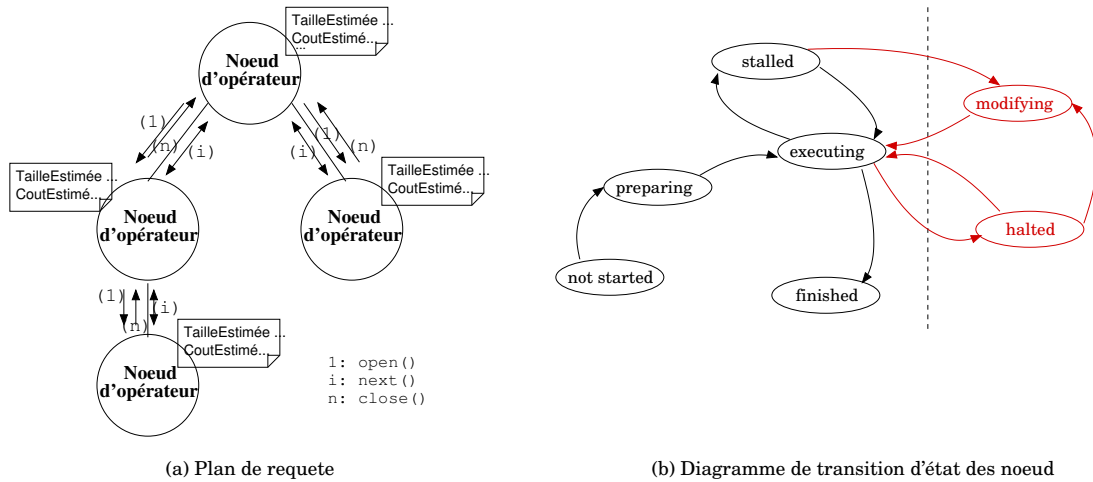 TailleEstimée ...
CoutEstimé...
...
Noeud
d'opérateur
(1)
(n)
(i)
(1)
(i)
(n)
TailleEstimée ...
CoutEstimé...
Noeud
d'opérateur
TailleEstimée ...
CoutEstimé...
Noeud
d'opérateur
(1)
(i)
(n)
TailleEstimée ...
CoutEstimé...
Noeud
d'opérateur
1: open()
i: next()
n: close()
(a) Plan de requete
stalled
modifying
executing
preparing
halted
not started
finished
(b) Diagramme de transition d'état des noeud